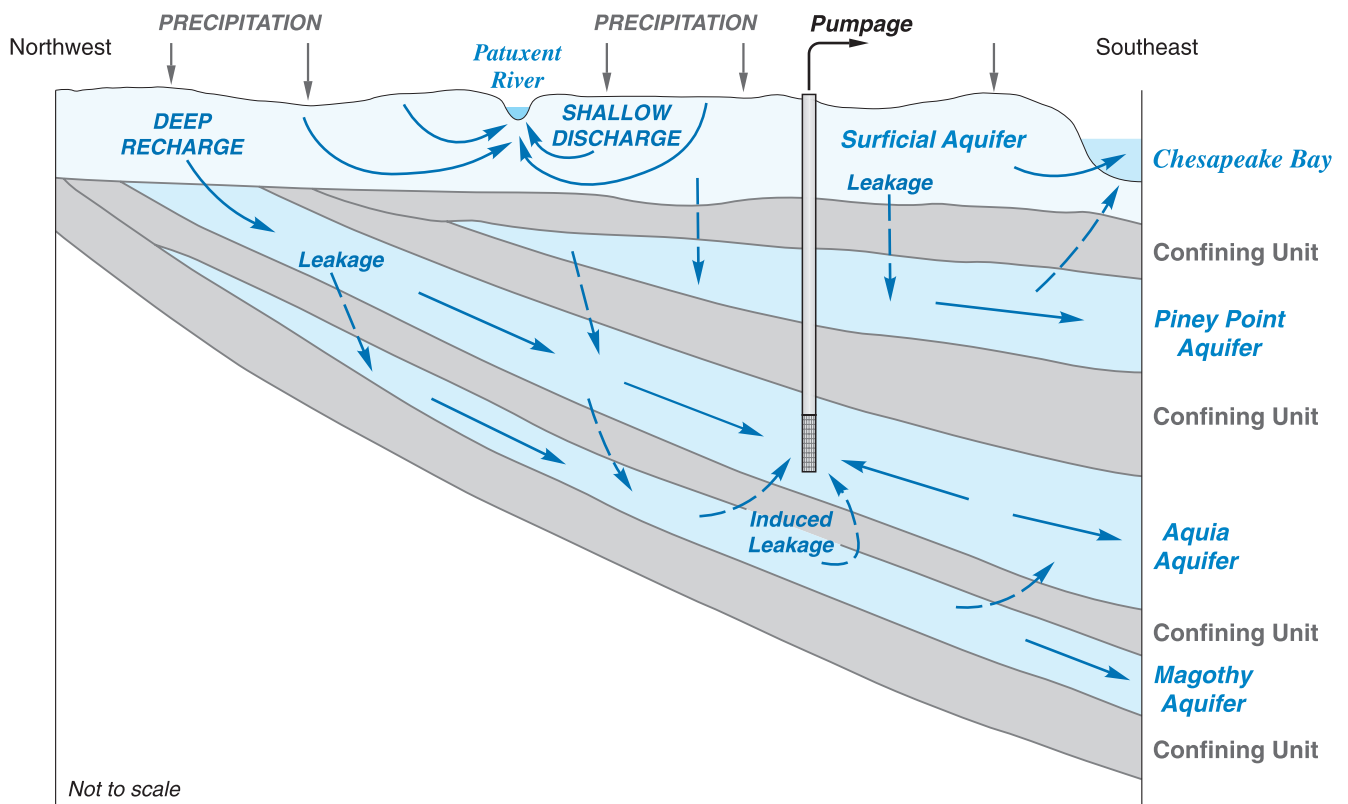 PRECIPITATION
PRECIPITATION
Pumpage
Northwest
Southeast
Patuxent
River
DEEP
RECHARGE
SHALLOW
DISCHARGE
Surficial Aquifer
Chesapeake Bay
Leakage
Confining Unit
Leakage
Piney Point
Aquifer
Confining Unit
Induced
Leakage
Aquia
Aquifer
Confining Unit
Magothy
Aquifer
Confining Unit
Not to scale